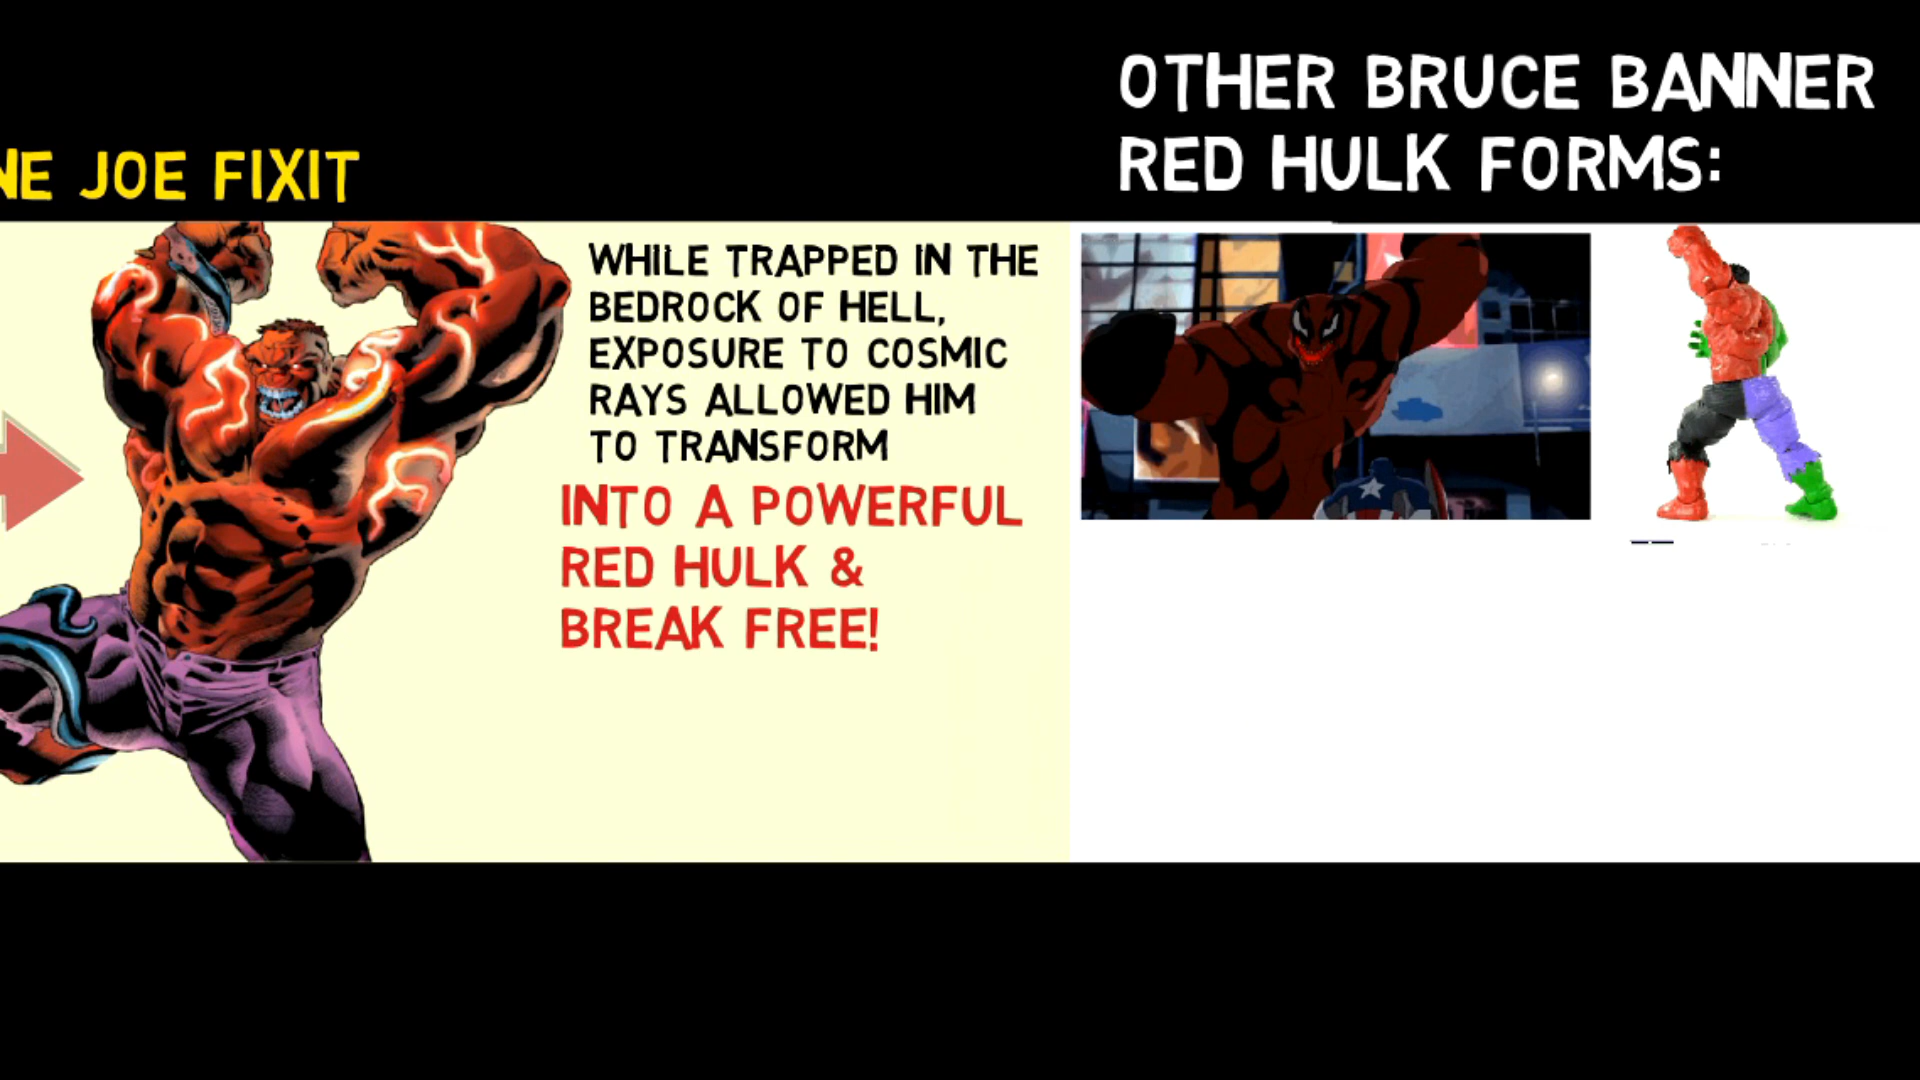 NE JOE FIXIT
WHILE TRAPPED IN THE
BEDROCK OF HELL,
EXPOSURE TO COSMIC
RAYS ALLOWED HIM
TO TRANSFORM
INTO A POWERFUL
RED HULK &
BREAK FREE!
OTHER BRUCE BANNER
RED HULK FORMS: